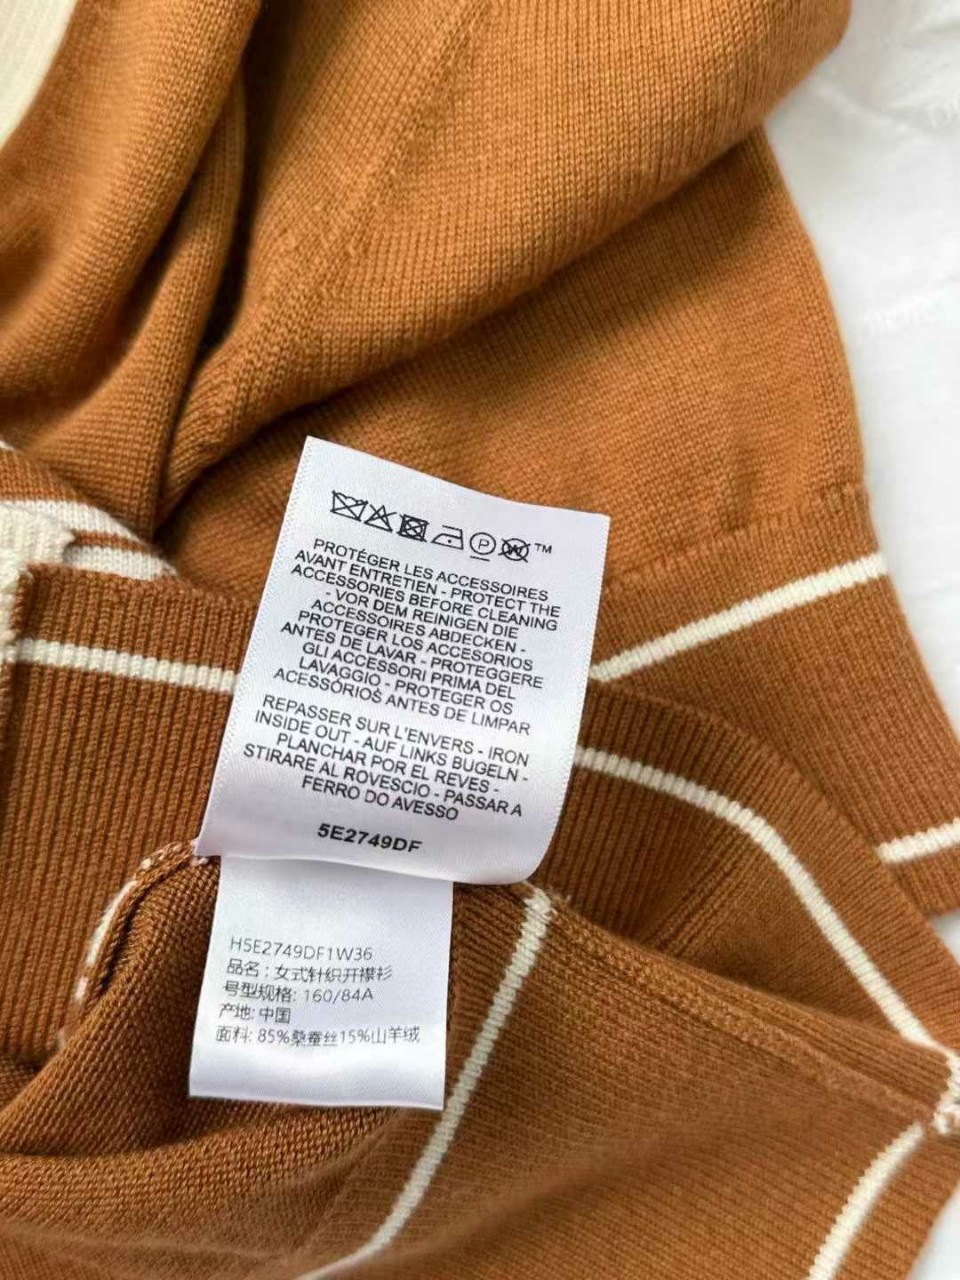 P
W
™
PROTÉGER LES ACCESSOIRES
AVANT ENTRETIEN - PROTECT THE
ACCESSORIES BEFORE CLEANING
- VOR DEM REINIGEN DIE
ACCESSOIRES ABDECKEN -
PROTEGER LOS ACCESORIOS
ANTES DE LAVAR - PROTEGGERE
GLI ACCESSORI PRIMA DEL
LAVAGGIO - PROTEGER OS
ACESSÓRIOS ANTES DE LIMPAR
REPASSER SUR L'ENVERS - IRON
INSIDE OUT - AUF LINKS BUGELN -
PLANCHAR POR EL REVES -
STIRARE AL ROVESCIO - PASSAR A
FERRO DO AVESSO
5E2749DF
H5E2749DF1W36
品名: 女式针织开襟衫
号型规格: 160/84A
产地: 中国
面料: 85%桑蚕丝15%山羊绒